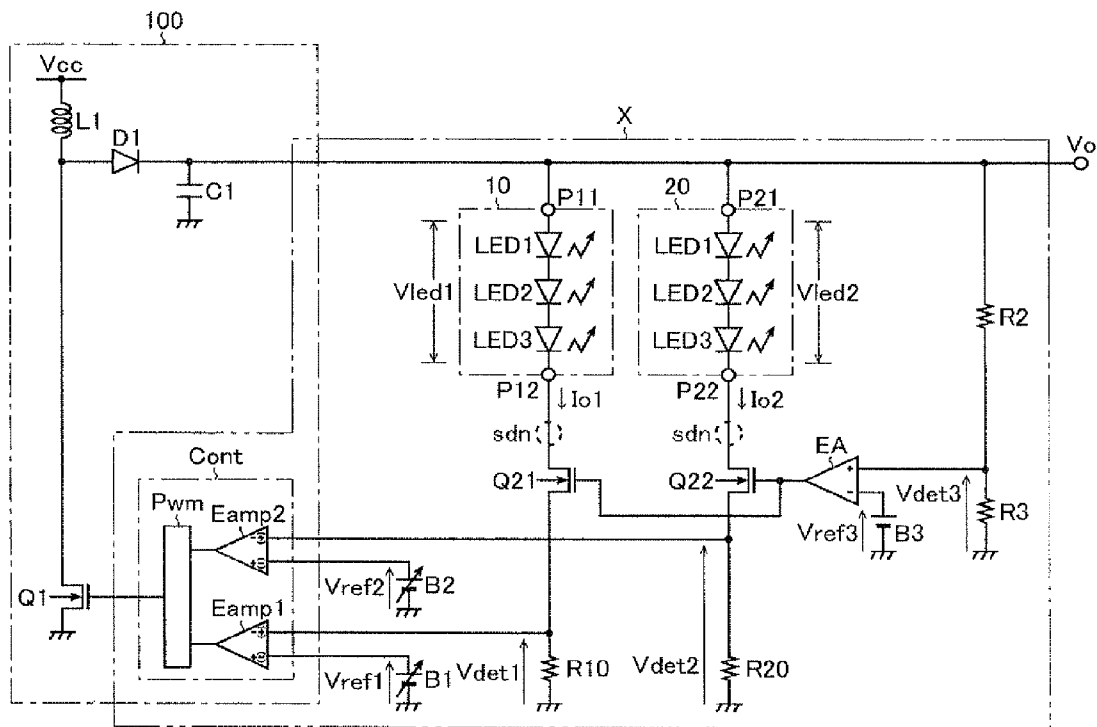 100
Vcc
L1
D1
C1
X
Vo
10
P11
20
P21
LED1
LED2
LED3
Vled1
LED1
LED2
LED3
Vled2
R2
P12
Io1
P22
Io2
sdn
sdn
EA
Q21
Q22
+
-
Vdet3
R3
Vref3
B3
Cont
Pwm
Eamp2
Vref2
B2
Q1
Eamp1
Vref1
B1
Vdet1
R10
Vdet2
R20